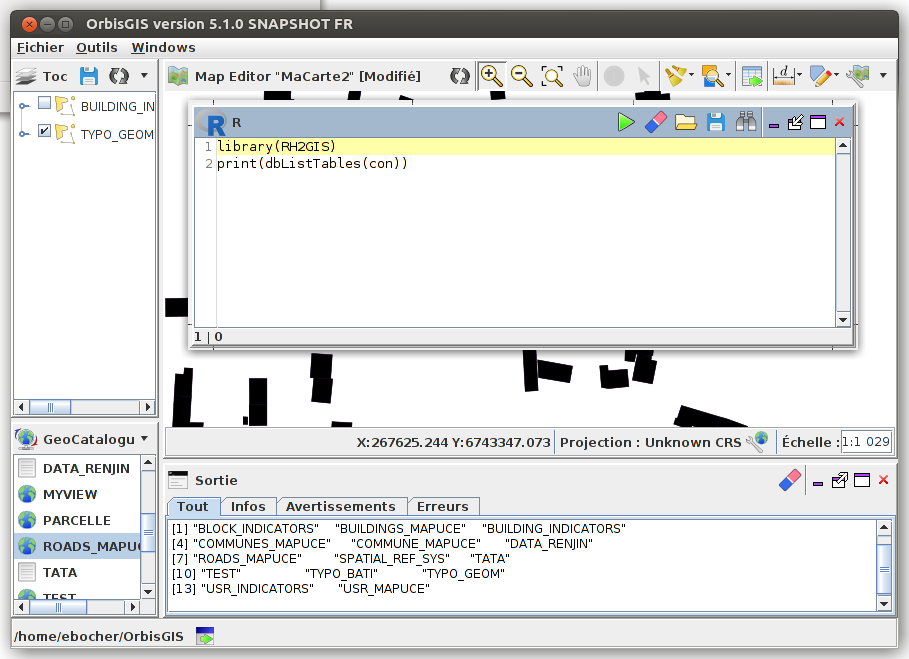 OrbisGIS version 5.1.0 SNAPSHOT FR
Fichier Outils Windows
Toc
Map Editor "MaCarte2" [Modifié]
BUILDING_IN
TYPO_GEOM
R R
1 library(RH2GIS)
2 print(dbListTables(con))
1 | 0
X:267625.244 Y:6743347.073 Projection : Unknown CRS Échelle : 1:1 029
GeoCatalogu
DATA_RENJIN
MYVIEW
PARCELLE
ROADS_MAPUC
TATA
TEST
Sortie
Tout Infos Avertissements Erreurs
[1] "BLOCK_INDICATORS" "BUILDINGS_MAPUCE" "BUILDING_INDICATORS"
[4] "COMMUNES_MAPUCE" "COMMUNE_MAPUCE" "DATA_RENJIN"
[7] "ROADS_MAPUCE" "SPATIAL_REF_SYS" "TATA"
[10] "TEST" "TYPO_BATI" "TYPO_GEOM"
[13] "USR_INDICATORS" "USR_MAPUCE"
/home/ebocher/OrbisGIS